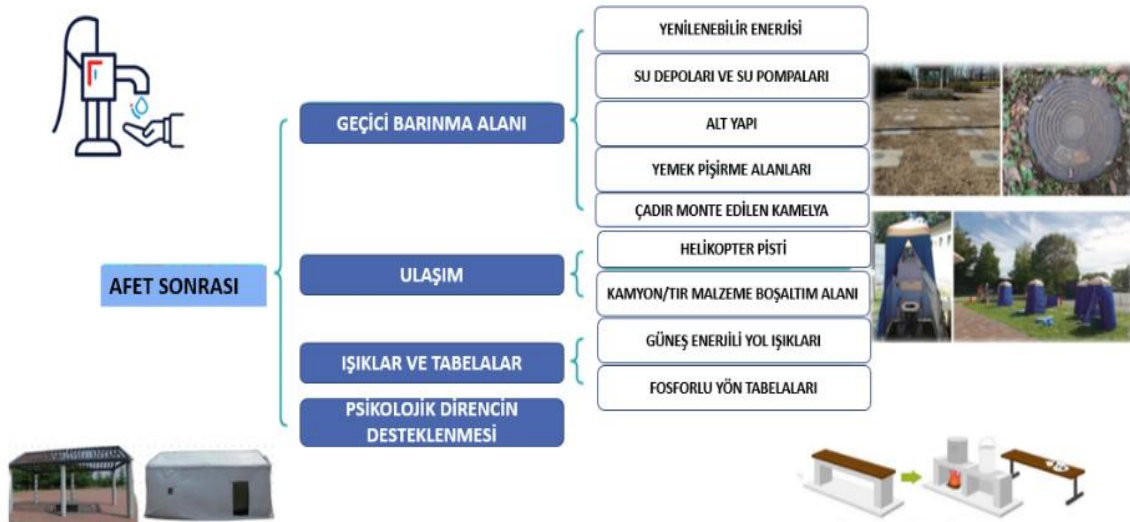 YENİLENEBİLİR ENERJİSİ
SU DEPOLARI VE SU POMPALARI
GEÇİCİ BARINMA ALANI
ALT YAPI
YEMEK PİŞİRME ALANLARI
ÇADIR MONTE EDİLEN KAMELYA
AFET SONRASI
ULAŞIM
HELİKOPTER PİSTİ
KAMYON/TIR MALZEME BOŞALTIM ALANI
IŞIKLAR VE TABELALAR
GÜNEŞ ENERJİLİ YOL IŞIKLARI
FOSFORLU YÖN TABELALARI
PSİKOLOJİK DİRENCİN
DESTEKLENMESİ